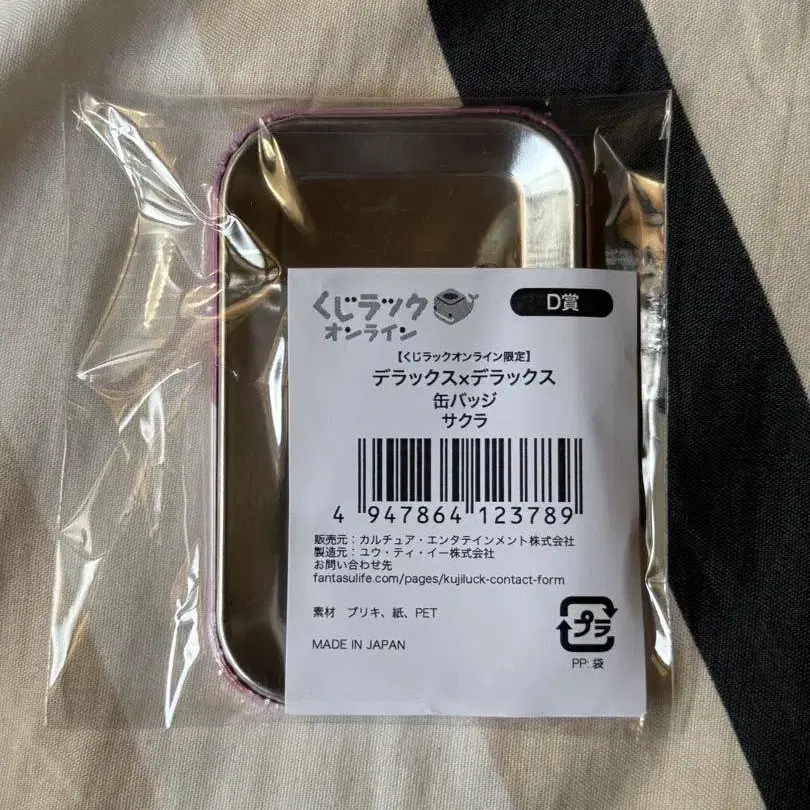 くじラック
オンライン
D賞
【くじラックオンライン限定】
デラックス×デラックス
缶バッジ
サクラ
4 947864 123789
販売元：カルチュア・エンタテインメント株式会社
製造元：ユウ・ティ・イー株式会社
お問い合わせ先
fantasulife.com/pages/kujiluck-contact-form
素材　ブリキ、紙、PET
プラ
MADE IN JAPAN
PP: 袋